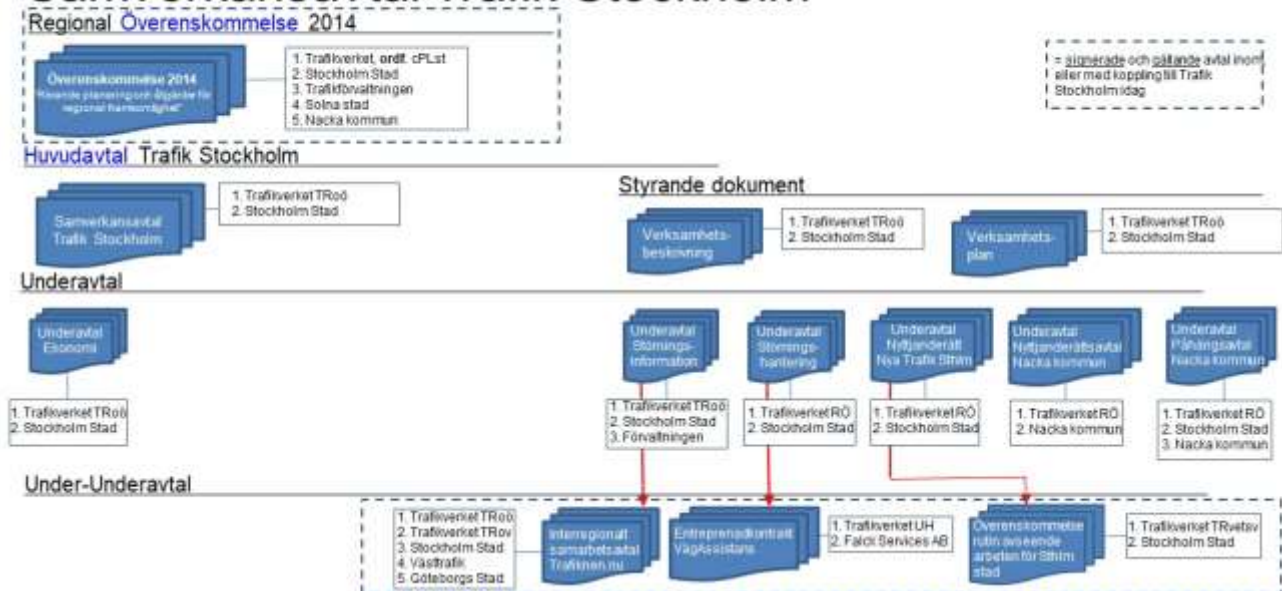 Samverkansavtal Trafik Stockholm
Regional Överenskommelse 2014
Överenskommelse 2014
regional framkomlighet"
1. Trafikverket, ordf. cPLst
2. Stockholm Stad
3. Trafikförvaltningen
4. Solna stad
5. Nacka kommun
= signerade och gällande avtal inom
eller med koppling till Trafik
Stockholm idag
Huvudavtal Trafik Stockholm
Samverkansavtal
Trafik Stockholm
1. Trafikverket TRoö
2. Stockholm Stad
Styrande dokument
Verksamhets-
beskrivning
1. Trafikverket TRoö
2. Stockholm Stad
Verksamhets-
plan
1. Trafikverket TRoö
2. Stockholm Stad
Underavtal
Underavtal
Ekonomi
1. Trafikverket TRoö
2. Stockholm Stad
Underavtal
Störnings-
information
1. Trafikverket TRoö
2. Stockholm Stad
3. Förvaltningen
Underavtal
Störnings-
hantering
1. Trafikverket RÖ
2. Stockholm Stad
Underavtal
Nyttjanderätt
Nya Trafik Sthlm
1. Trafikverket RÖ
2. Stockholm Stad
Underavtal
Nyttjanderättsavtal
Nacka kommun
1. Trafikverket RÖ
2. Nacka kommun
Underavtal
Påhängsavtal
Nacka kommun
1. Trafikverket RÖ
2. Stockholm Stad
3. Nacka kommun
Under-Underavtal
1. Trafikverket TRoö
2. Trafikverket TRov
3. Stockholm Stad
4. Västtrafik
5. Göteborgs Stad
Interregionalt
samarbetsavtal
Trafiken.nu
Entreprenadkontrakt
VägAssistans
1. Trafikverket UH
2. Falck Services AB
Överenskommelse
rutin avseende
arbeten för Sthlm
stad
1. Trafikverket TRvetsv
2. Stockholm Stad